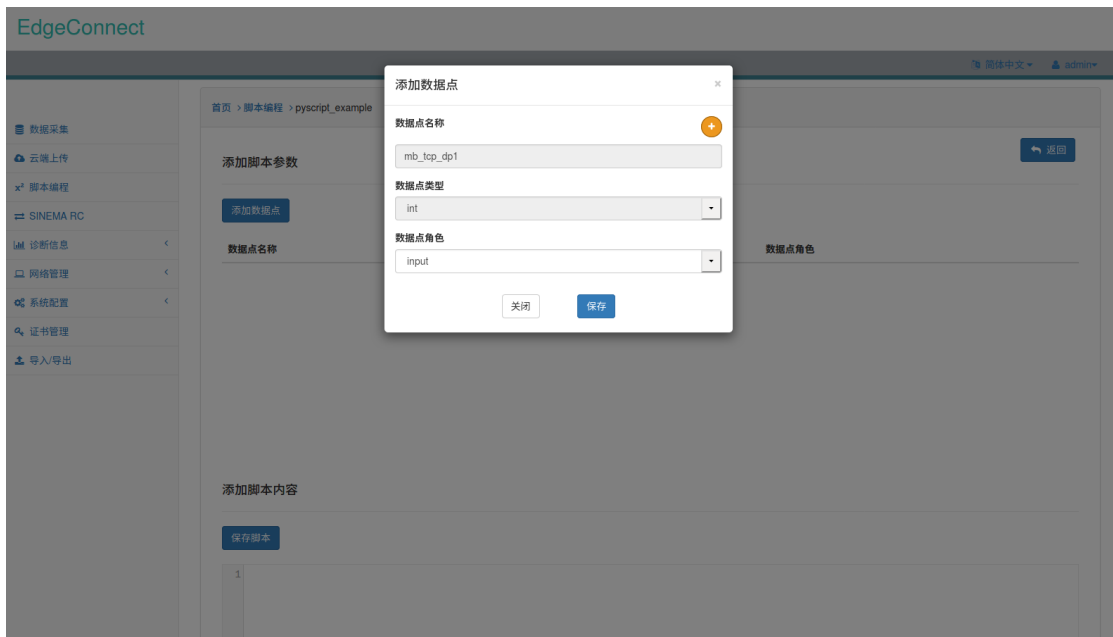 EdgeConnect
简体中文 admin
首页 > 脚本编程 > pyscript_example
数据采集
云端上传
脚本编程
SINEMA RC
诊断信息
网络管理
系统配置
证书管理
导入/导出
返回
添加脚本参数
添加数据点
数据点名称 数据点角色
添加数据点 ×
数据点名称
mb_tcp_dp1
数据点类型
int
数据点角色
input
关闭 保存
添加脚本内容
保存脚本
1